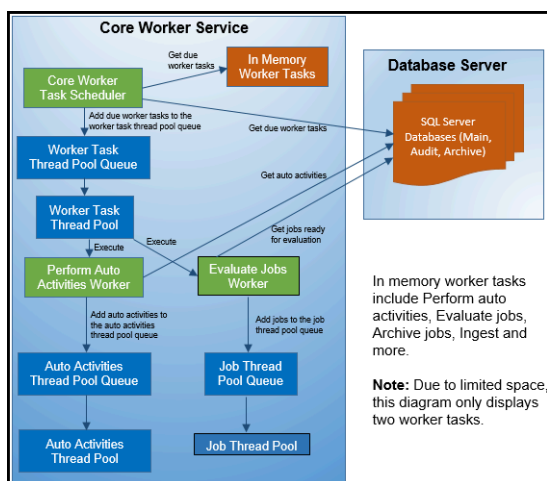 Core Worker Service
Get due
worker tasks
In Memory
Worker Tasks
Core Worker
Task Scheduler
Add due worker tasks to the
worker task thread pool queue
Get due worker tasks
Worker Task
Thread Pool Queue
Get auto activities
Worker Task
Thread Pool
Execute
Execute
Get jobs ready
for evaluation
Perform Auto
Activities Worker
Evaluate Jobs
Worker
Add auto activities to
the auto activities
thread pool queue
Add jobs to the job
thread pool queue
Auto Activities
Thread Pool Queue
Job Thread
Pool Queue
Auto Activities
Thread Pool
Job Thread Pool
Database Server
SQL Server
Databases (Main,
Audit, Archive)
In memory worker tasks
include Perform auto
activities, Evaluate jobs,
Archive jobs, Ingest and
more.
Note: Due to limited space,
this diagram only displays
two worker tasks.